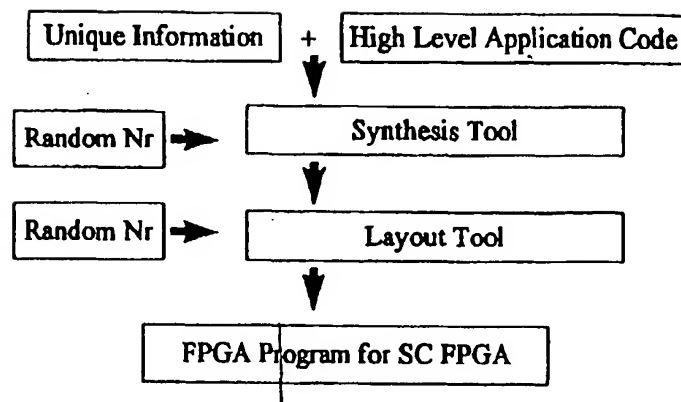 Unique Information + High Level Application Code
Random Nr Synthesis Tool
Random Nr Layout Tool
FPGA Program for SC FPGA